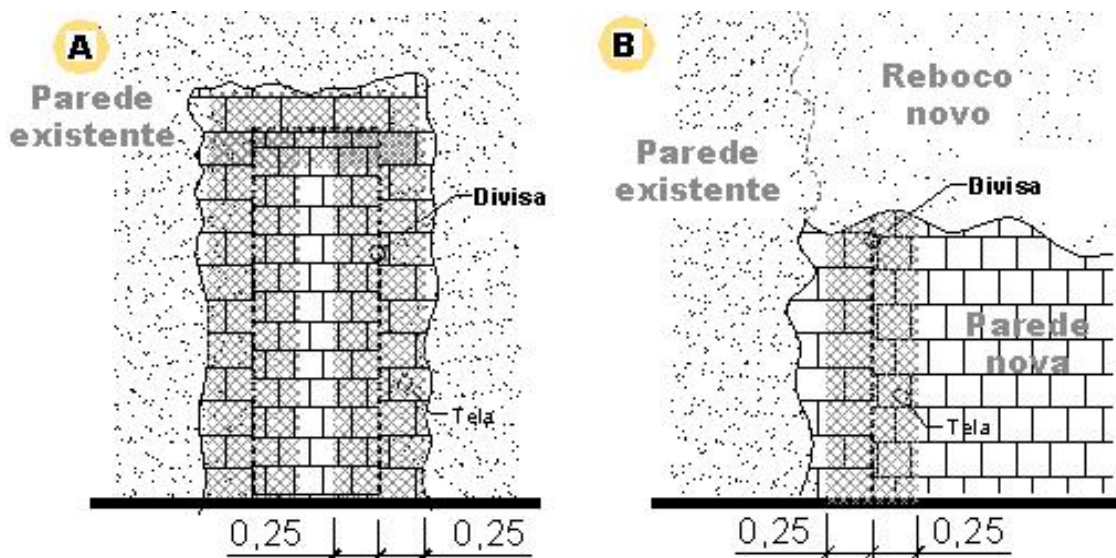 A
Parede
existente
Divisa
Tela
0,25
0,25
B
Reboco
novo
Parede
existente
Divisa
Parede
nova
Tela
0,25
0,25